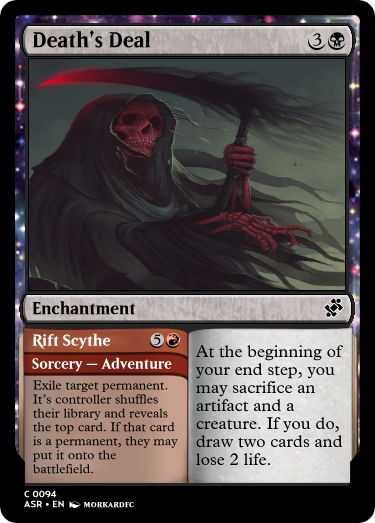 Death's Deal 3
Enchantment
Rift Scythe 5
Sorcery — Adventure
Exile target permanent.
It's controller shuffles
their library and reveals
the top card. If that card
is a permanent, they may
put it onto the
battlefield.
At the beginning of
your end step, you
may sacrifice an
artifact and a
creature. If you do,
draw two cards and
lose 2 life.
C 0094
ASR • EN MORKARDFC